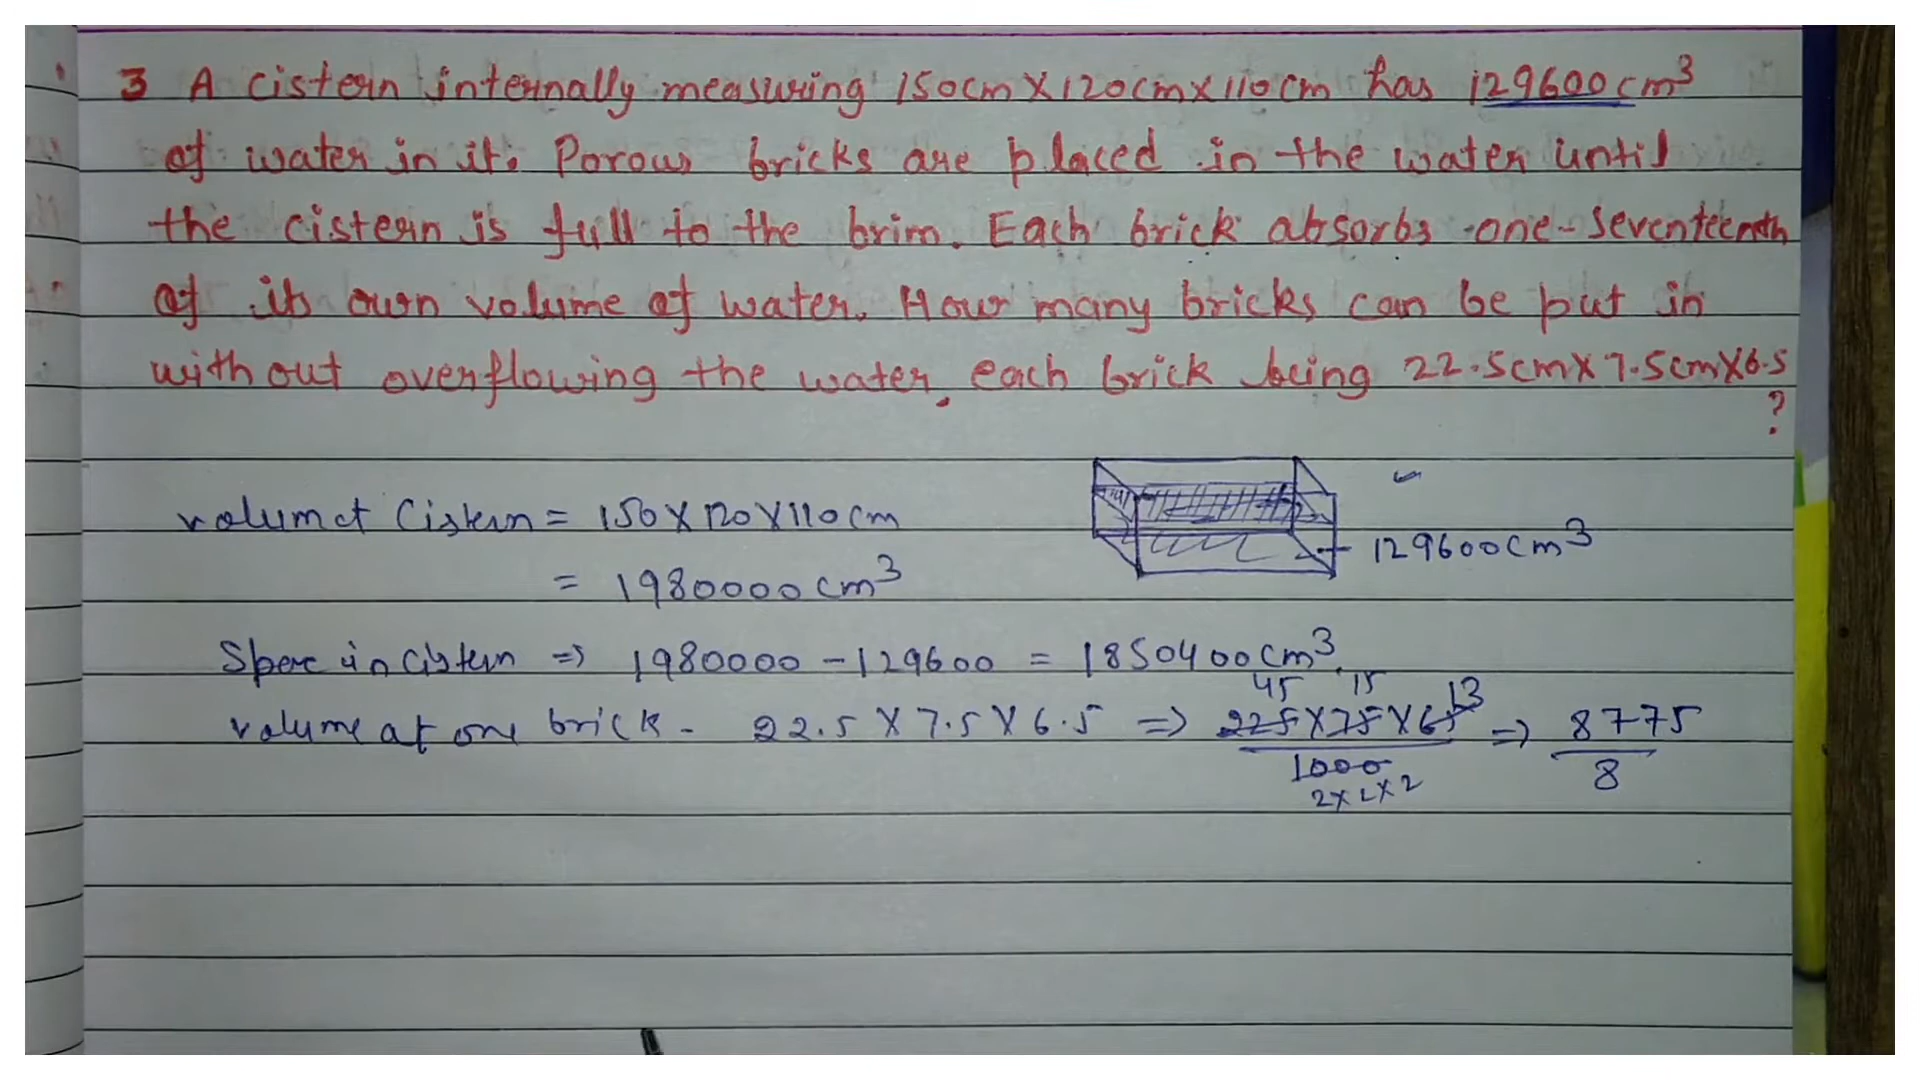 3 A cistern internally measuring 150cm X 120cm x 110cm has 129600cm³
of water in it. Porous bricks are placed in the water until
the cistern is full to the brim. Each brick absorbs one-seventeenth
of its own volume of water. How many bricks can be put in
without overflowing the water, each brick being 22.5cm X 7.5cm X 6.5
?
volume of Cistern = 150 X 120 X 110 cm
= 1980000 cm³
129600cm³
Space in cistern => 1980000 - 129600 = 1850400 cm³.
45 15 13
volume of one brick - 22.5 X 7.5 X 6.5 => 225 X 75 X 65 => 8775
1000 8
2 x 2 x 2